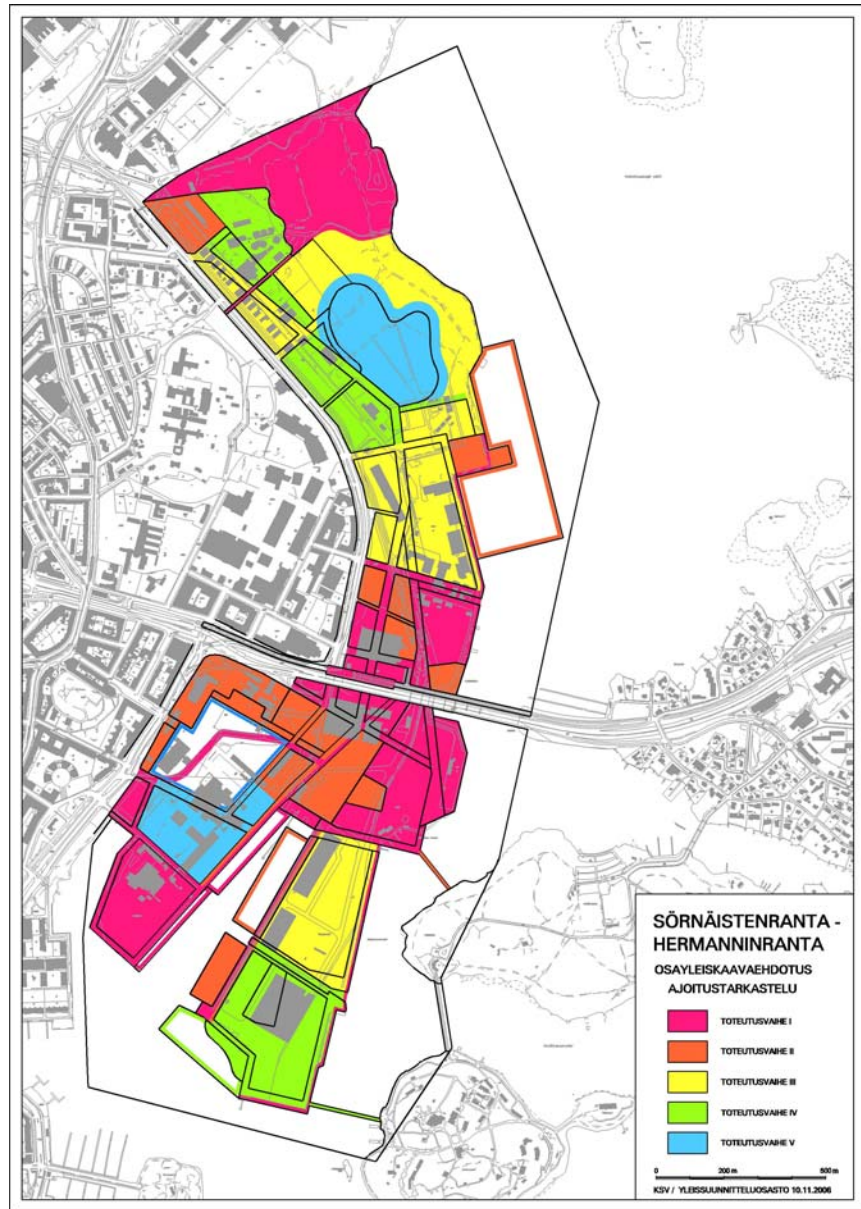 SÖRNÄISTENRANTA -
HERMANNINRANTA
OSAYLEISKAAVAEHDOTUS
AJOITUSTARKASTELU
TOTEUTUSVAIHE I
TOTEUTUSVAIHE II
TOTEUTUSVAIHE III
TOTEUTUSVAIHE IV
TOTEUTUSVAIHE V
0 200 m 500 m
KSV / YLEISSUUNNITTELUOSASTO 10.11.2006